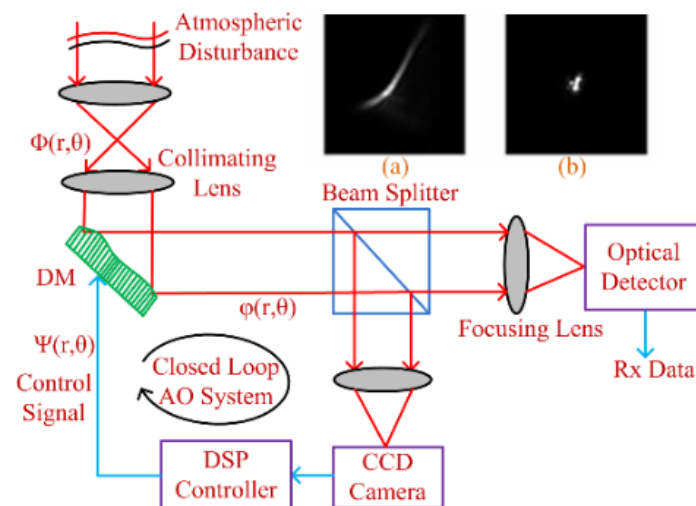 Atmospheric
Disturbance
Φ(r,θ)
Collimating
Lens
(a)
(b)
Beam Splitter
Optical
Detector
DM
φ(r,θ)
Focusing Lens
Ψ(r,θ)
Control
Signal
Closed Loop
AO System
Rx Data
DSP
Controller
CCD
Camera